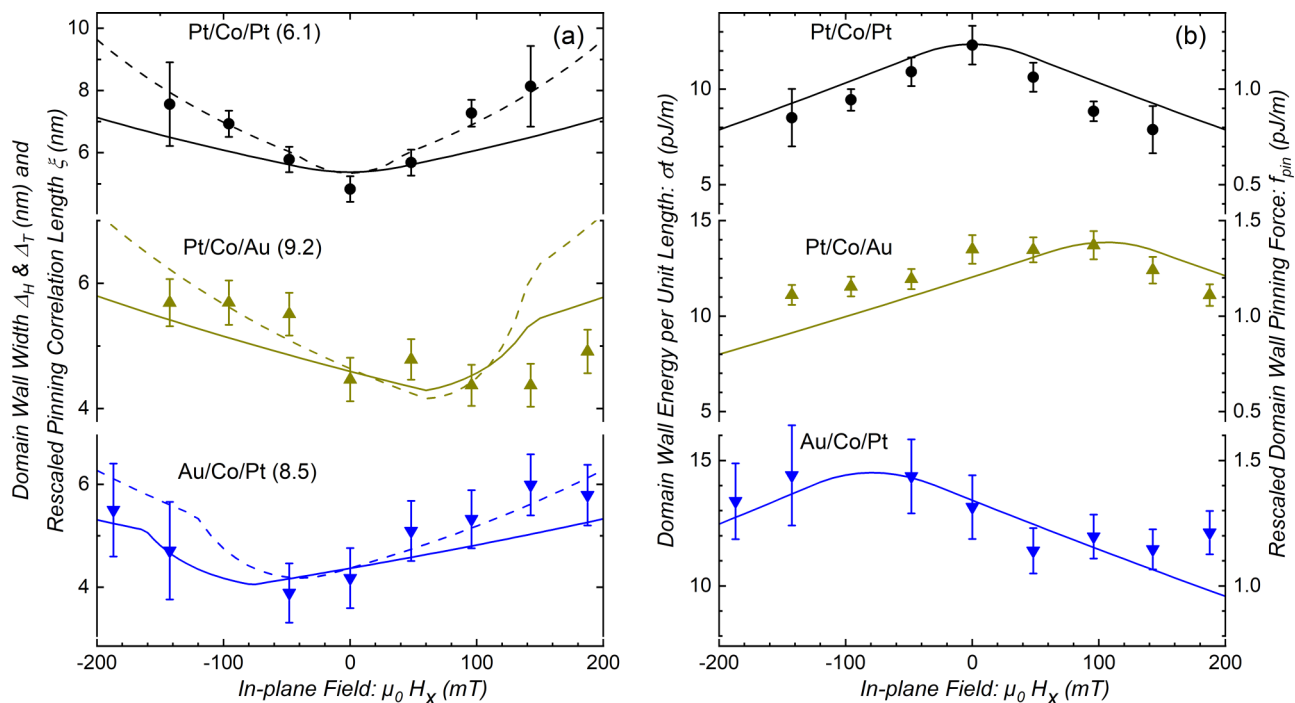 (a)
Pt/Co/Pt (6.1)
Pt/Co/Au (9.2)
Au/Co/Pt (8.5)
10
8
6
6
4
6
4
Domain Wall Width Δ_H & Δ_T (nm) and
Rescaled Pinning Correlation Length ξ (nm)
-200 -100 0 100 200
In-plane Field: μ₀ Hₓ (mT)
(b)
Pt/Co/Pt
Pt/Co/Au
Au/Co/Pt
10
5
15
10
5
15
10
Domain Wall Energy per Unit Length: σt (pJ/m)
1.0
0.5
1.5
1.0
0.5
1.5
1.0
Rescaled Domain Wall Pinning Force: f_pin (pJ/m)
-200 -100 0 100 200
In-plane Field: μ₀ Hₓ (mT)